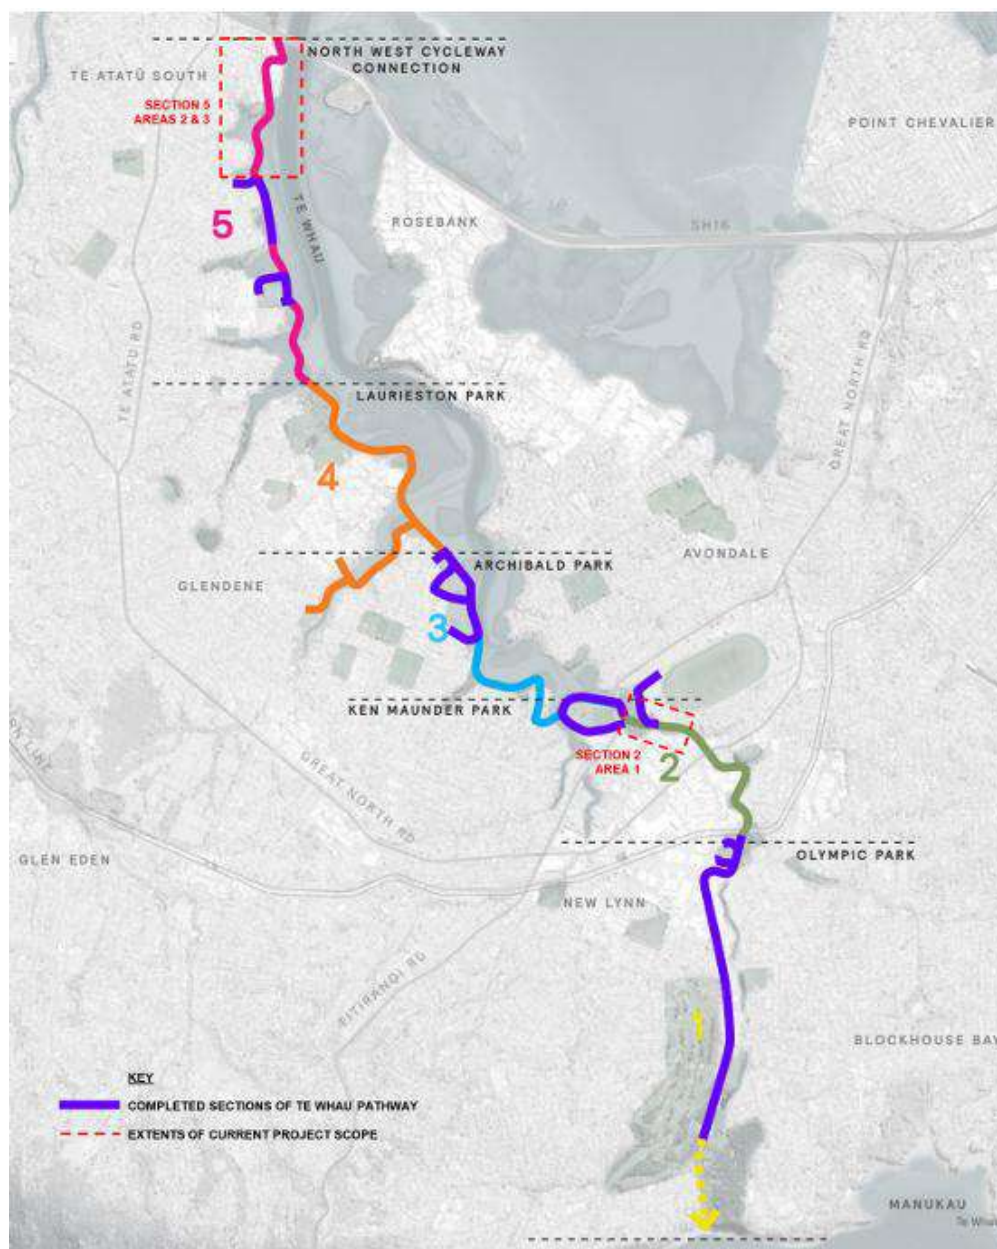 NORTH WEST CYCLEWAY
CONNECTION
TE ATATŪ SOUTH
SECTION 5
AREAS 2 & 3
POINT CHEVALIER
5
TE WHAU
ROSEBANK
SH16
TE ATATU RD
GREAT NORTH RD
LAURIESTON PARK
4
AVONDALE
ARCHIBALD PARK
GLENDENE
3
KEN MAUNDER PARK
SECTION 2
AREA 1
2
LINE
GREAT NORTH RD
GLEN EDEN
OLYMPIC PARK
NEW LYNN
TITIRANGI RD
1
BLOCKHOUSE BAY
KEY
COMPLETED SECTIONS OF TE WHAU PATHWAY
EXTENTS OF CURRENT PROJECT SCOPE
MANUKAU
Te Wha